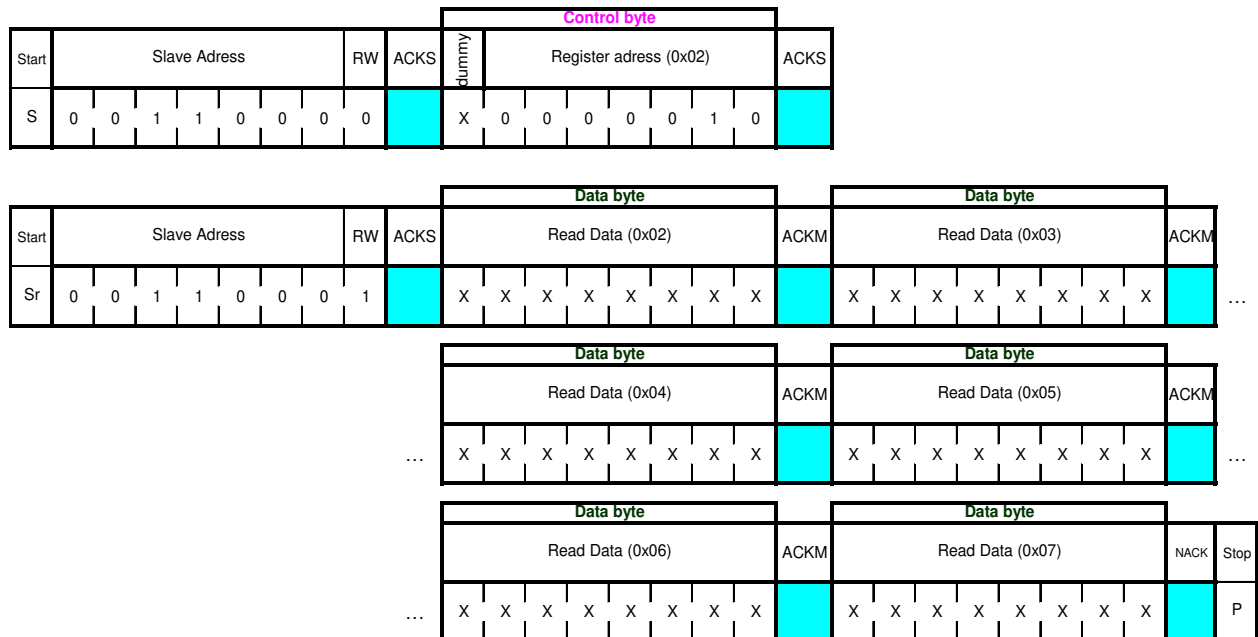 Control byte
Start Slave Adress RW ACKS dummy Register adress (0x02) ACKS
S 0 0 1 1 0 0 0 0 X 0 0 0 0 0 1 0
Data byte Data byte
Start Slave Adress RW ACKS Read Data (0x02) ACKM Read Data (0x03) ACKM
Sr 0 0 1 1 0 0 0 1 X X X X X X X X X X X X X X X X …
Data byte Data byte
Read Data (0x04) ACKM Read Data (0x05) ACKM
… X X X X X X X X X X X X X X X X …
Data byte Data byte
Read Data (0x06) ACKM Read Data (0x07) NACK Stop
… X X X X X X X X X X X X X X X X P